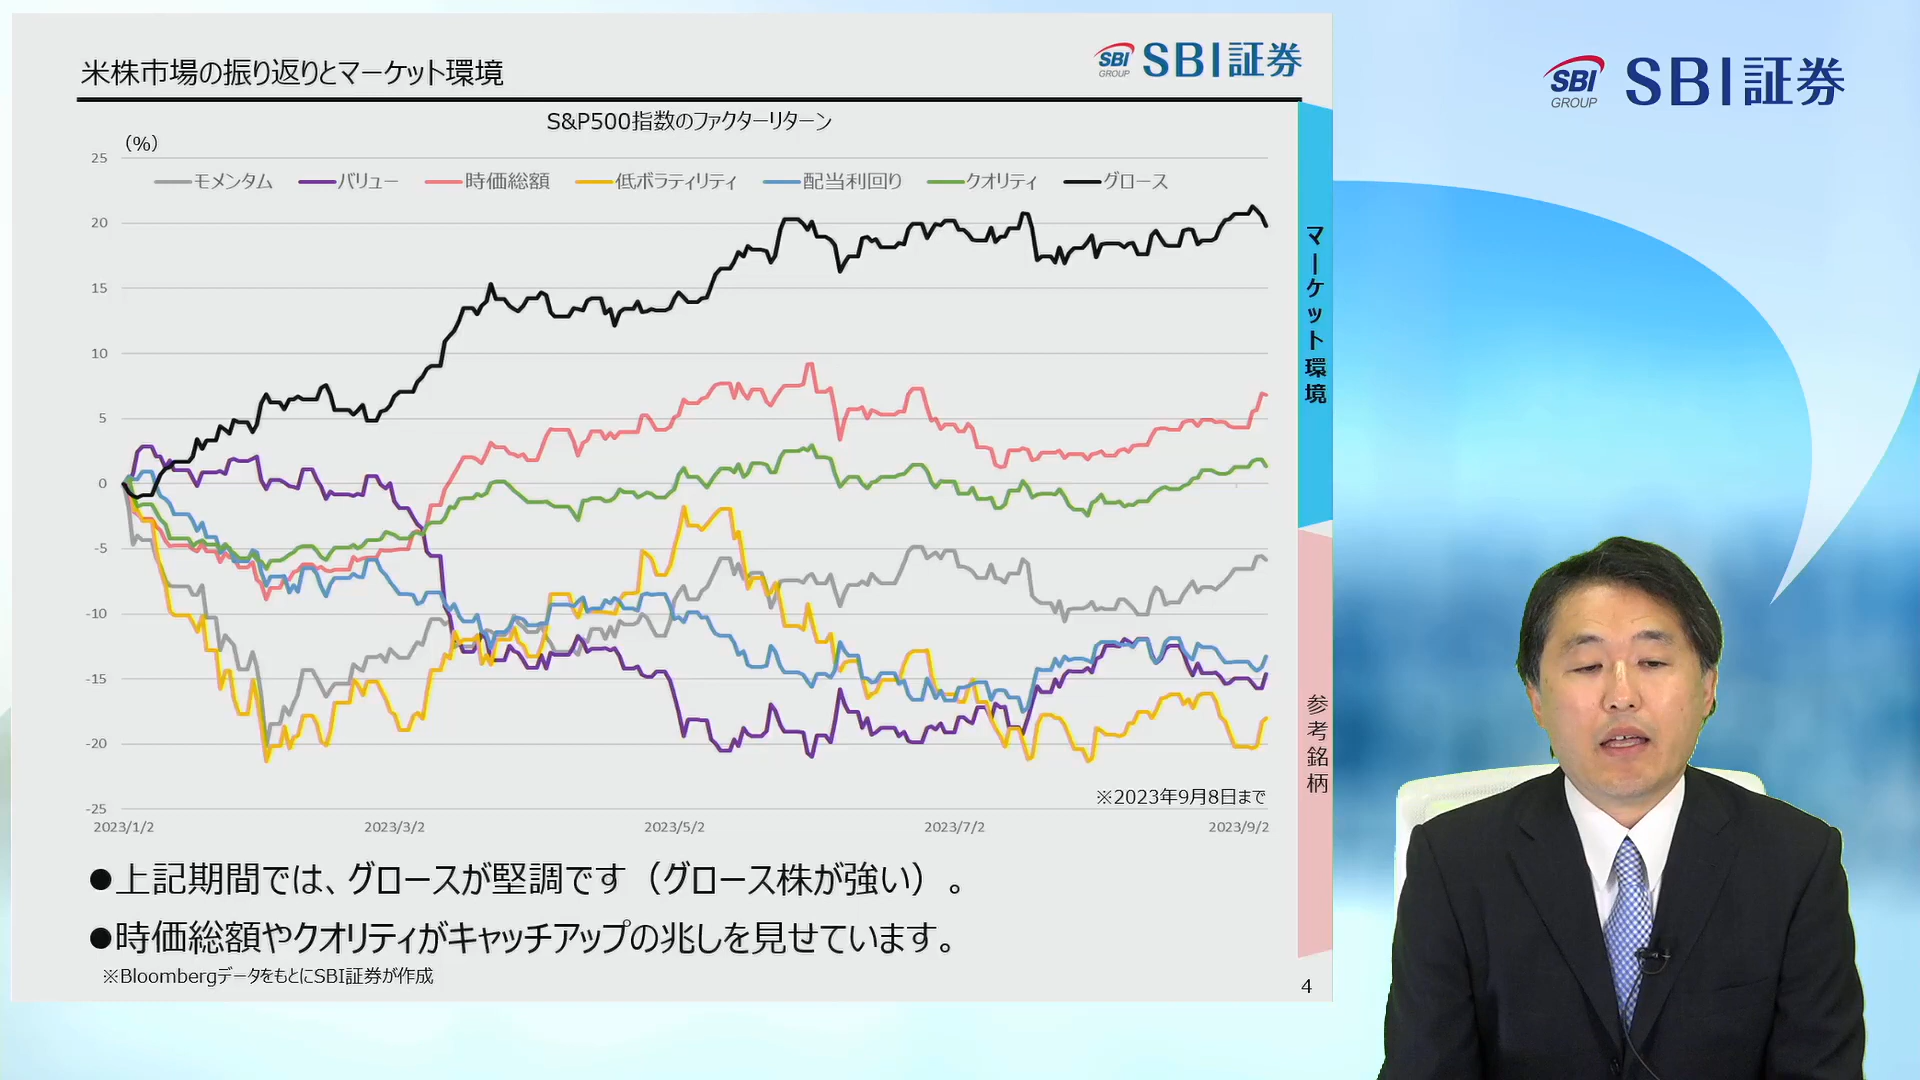 米株市場の振り返りとマーケット環境
SBI GROUP SBI証券
SBI GROUP SBI証券
S&P500指数のファクターリターン
(%)
モメンタム バリュー 時価総額 低ボラティリティ 配当利回り クオリティ グロース
25
20
15
10
5
0
-5
-10
-15
-20
-25
2023/1/2 2023/3/2 2023/5/2 2023/7/2 2023/9/2
※2023年9月8日まで
マーケット環境
参考銘柄
●上記期間では、グロースが堅調です（グロース株が強い）。
●時価総額やクオリティがキャッチアップの兆しを見せています。
※BloombergデータをもとにSBI証券が作成
4